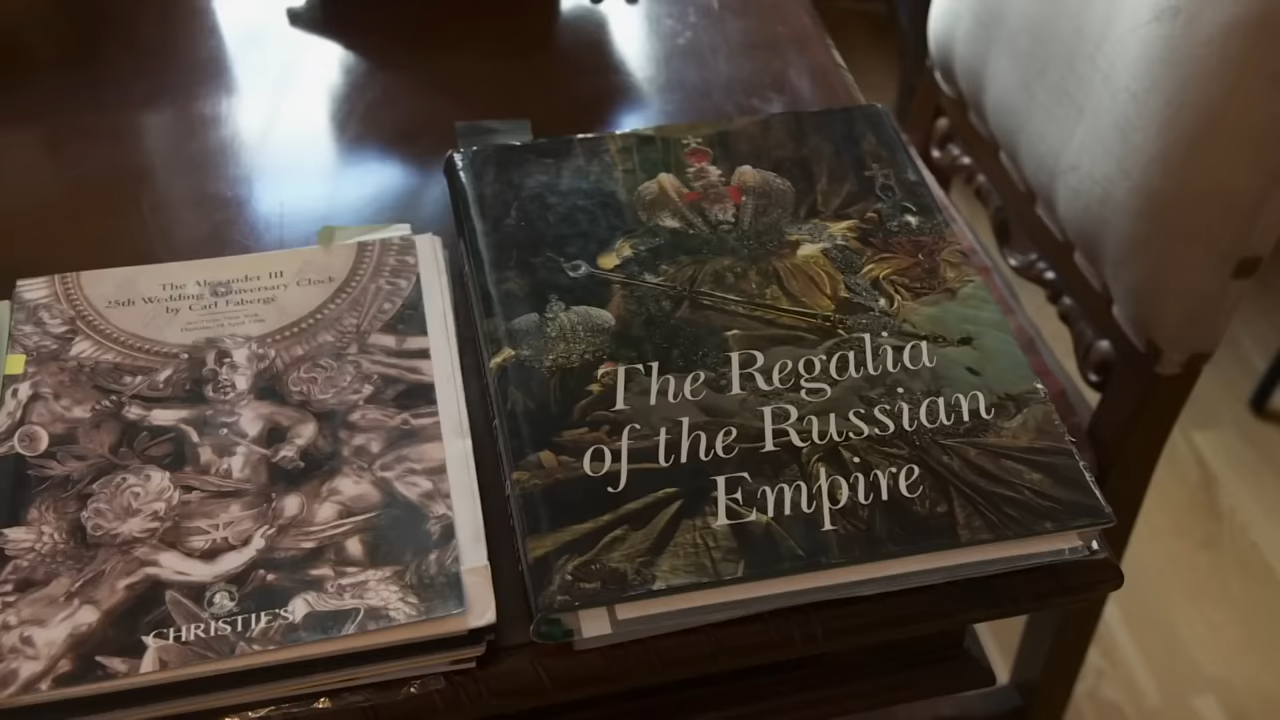 The Alexander III
25th Wedding Anniversary Clock
by Carl Fabergé
CHRISTIE'S
The Regalia
of the Russian
Empire